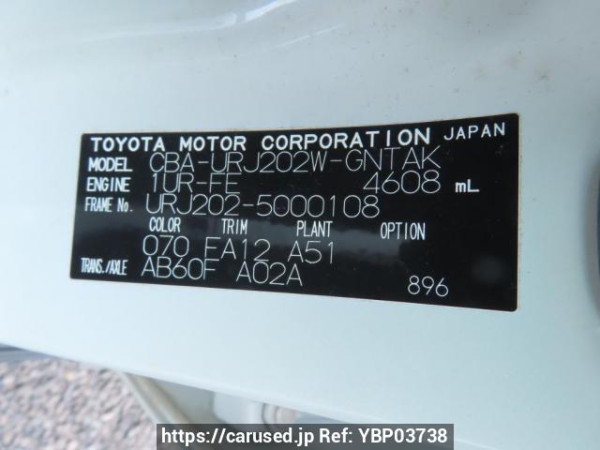 TOYOTA MOTOR CORPORATION JAPAN
MODEL CBA-URJ202W-GNTAK
ENGINE 1UR-FE 4608 mL
FRAME No. URJ202-5000108
COLOR TRIM PLANT OPTION
070 FA12 A51
TRANS./AXLE AB60F A02A
896
https://carused.jp Ref: YBP03738